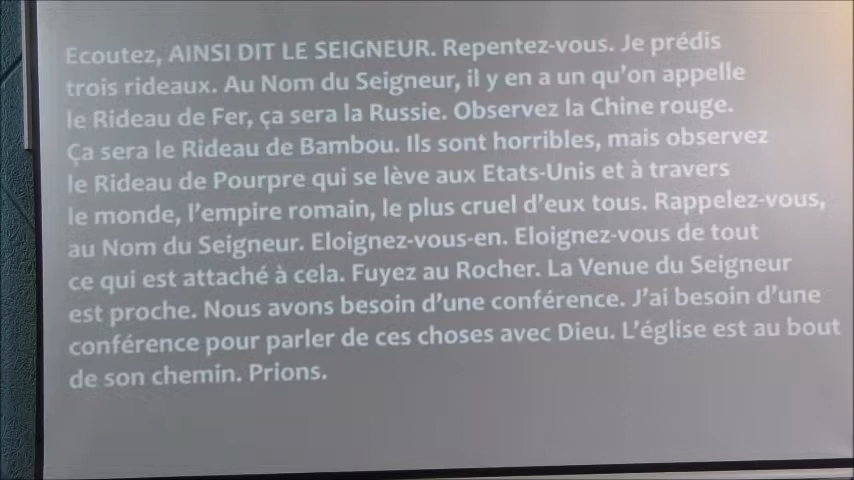 Ecoutez, AINSI DIT LE SEIGNEUR. Repentez-vous. Je prédis
trois rideaux. Au Nom du Seigneur, il y en a un qu'on appelle
le Rideau de Fer, ça sera la Russie. Observez la Chine rouge.
Ça sera le Rideau de Bambou. Ils sont horribles, mais observez
le Rideau de Pourpre qui se lève aux Etats-Unis et à travers
le monde, l'empire romain, le plus cruel d'eux tous. Rappelez-vous,
au Nom du Seigneur. Eloignez-vous-en. Eloignez-vous de tout
ce qui est attaché à cela. Fuyez au Rocher. La Venue du Seigneur
est proche. Nous avons besoin d'une conférence. J'ai besoin d'une
conférence pour parler de ces choses avec Dieu. L'église est au bout
de son chemin. Prions.